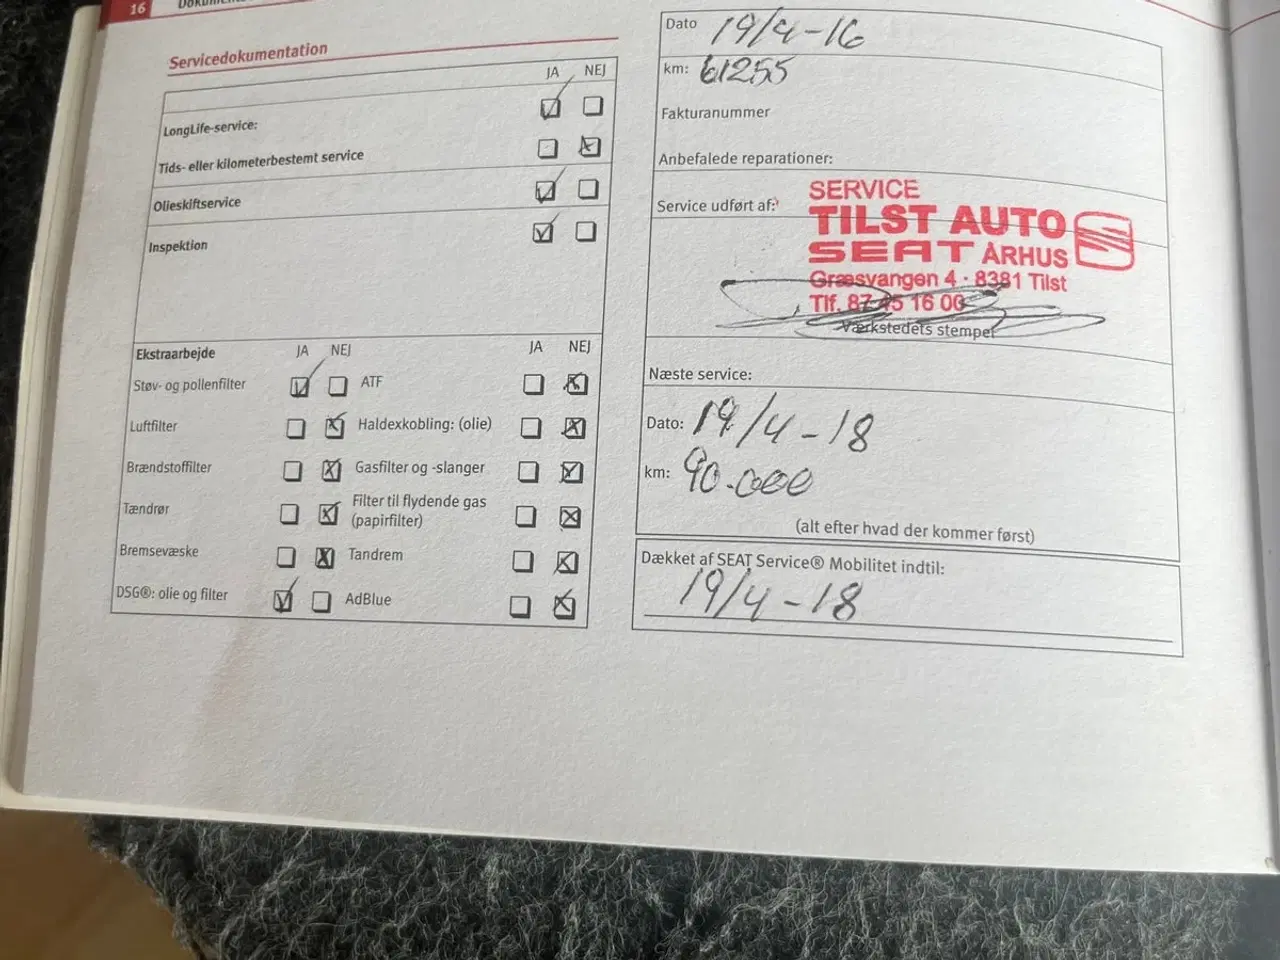 16
Servicedokumentation
JA NEJ
LongLife-service:
Tids- eller kilometerbestemt service
Olieskiftservice
Inspektion
Ekstraarbejde JA NEJ JA NEJ
Støv- og pollenfilter ATF
Luftfilter Haldexkobling: (olie)
Brændstoffilter Gasfilter og -slanger
Tændrør Filter til flydende gas
(papirfilter)
Bremsevæske Tandrem
DSG®: olie og filter AdBlue
Dato 19/4-16
km: 61255
Fakturanummer
Anbefalede reparationer:
Service udført af:
SERVICE
TILST AUTO
SEAT ÅRHUS
Græsvangen 4 · 8381 Tilst
Tlf. 87 45 16 00
Værkstedets stempel
Næste service:
Dato: 19/4-18
km: 90.000
(alt efter hvad der kommer først)
Dækket af SEAT Service® Mobilitet indtil:
19/4-18